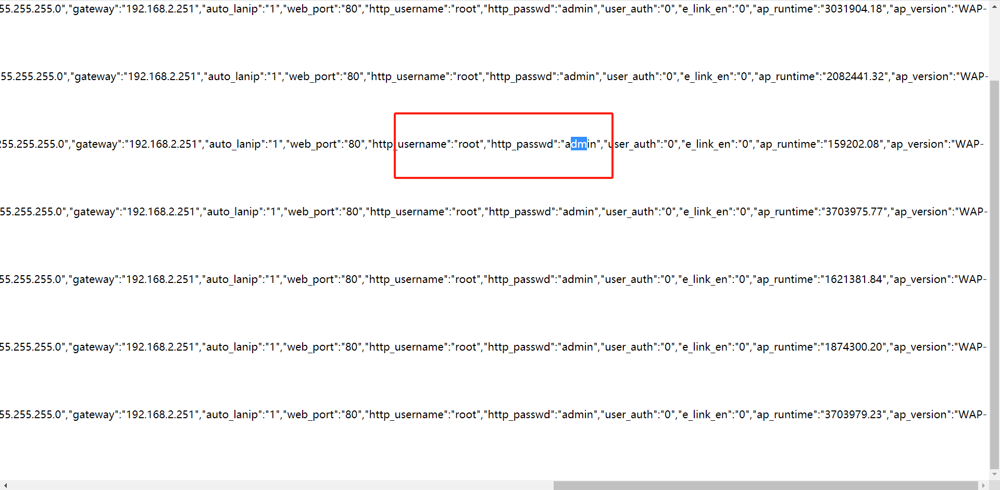 55.255.255.0","gateway":"192.168.2.251","auto_lanip":"1","web_port":"80","http_username":"root","http_passwd":"admin","user_auth":"0","e_link_en":"0","ap_runtime":"3031904.18","ap_version":"WAP-
55.255.255.0","gateway":"192.168.2.251","auto_lanip":"1","web_port":"80","http_username":"root","http_passwd":"admin","user_auth":"0","e_link_en":"0","ap_runtime":"2082441.32","ap_version":"WAP-
255.255.255.0","gateway":"192.168.2.251","auto_lanip":"1","web_port":"80","http_username":"root","http_passwd":"admin","user_auth":"0","e_link_en":"0","ap_runtime":"159202.08","ap_version":"WAP-
55.255.255.0","gateway":"192.168.2.251","auto_lanip":"1","web_port":"80","http_username":"root","http_passwd":"admin","user_auth":"0","e_link_en":"0","ap_runtime":"3703975.77","ap_version":"WAP-
55.255.255.0","gateway":"192.168.2.251","auto_lanip":"1","web_port":"80","http_username":"root","http_passwd":"admin","user_auth":"0","e_link_en":"0","ap_runtime":"1621381.84","ap_version":"WAP-
55.255.255.0","gateway":"192.168.2.251","auto_lanip":"1","web_port":"80","http_username":"root","http_passwd":"admin","user_auth":"0","e_link_en":"0","ap_runtime":"1874300.20","ap_version":"WAP-
55.255.255.0","gateway":"192.168.2.251","auto_lanip":"1","web_port":"80","http_username":"root","http_passwd":"admin","user_auth":"0","e_link_en":"0","ap_runtime":"3703979.23","ap_version":"WAP-